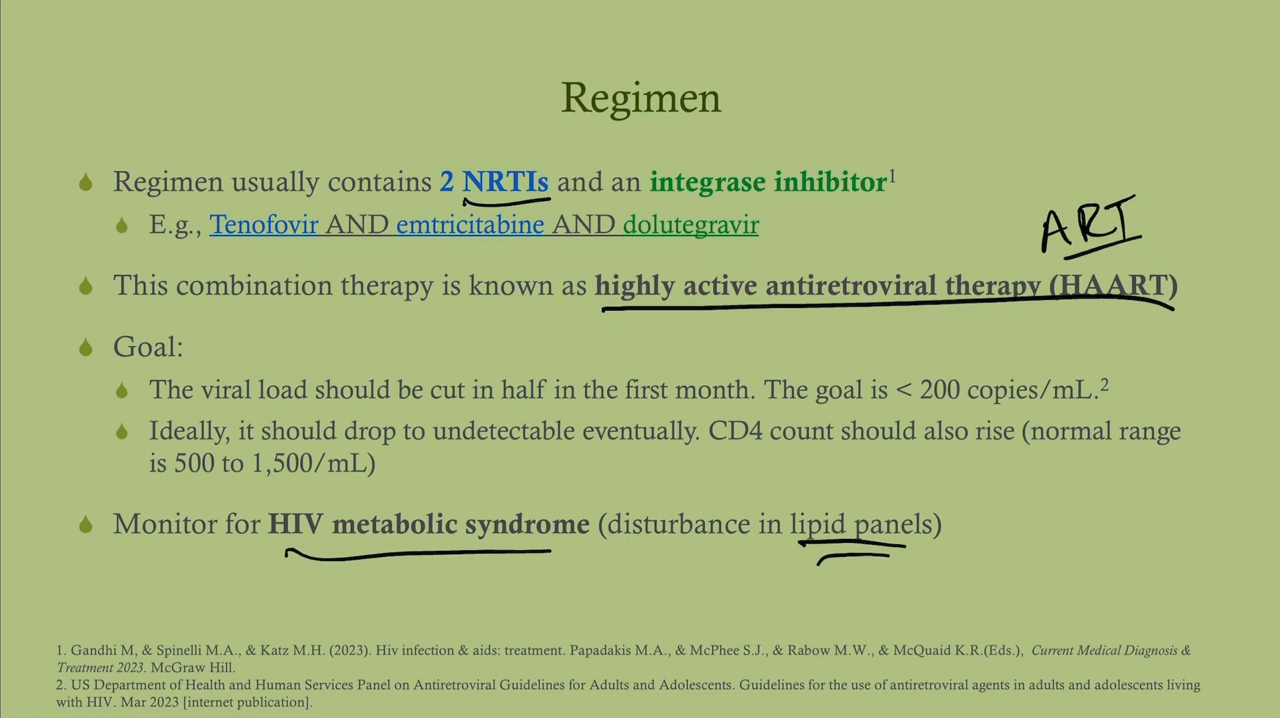 Regimen
Regimen usually contains 2 NRTIs and an integrase inhibitor1
E.g., Tenofovir AND emtricitabine AND dolutegravir
ART
This combination therapy is known as highly active antiretroviral therapy (HAART)
Goal:
The viral load should be cut in half in the first month. The goal is < 200 copies/mL.2
Ideally, it should drop to undetectable eventually. CD4 count should also rise (normal range
is 500 to 1,500/mL)
Monitor for HIV metabolic syndrome (disturbance in lipid panels)
1. Gandhi M, & Spinelli M.A., & Katz M.H. (2023). Hiv infection & aids: treatment. Papadakis M.A., & McPhee S.J., & Rabow M.W., & McQuaid K.R.(Eds.), Current Medical Diagnosis &
Treatment 2023. McGraw Hill.
2. US Department of Health and Human Services Panel on Antiretroviral Guidelines for Adults and Adolescents. Guidelines for the use of antiretroviral agents in adults and adolescents living
with HIV. Mar 2023 [internet publication].